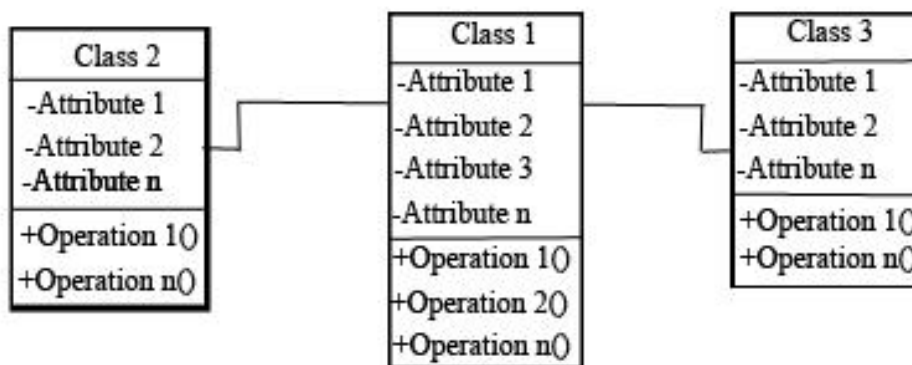 Class 2
-Attribute 1
-Attribute 2
-Attribute n
+Operation 1()
+Operation n()
Class 1
-Attribute 1
-Attribute 2
-Attribute 3
-Attribute n
+Operation 1()
+Operation 2()
+Operation n()
Class 3
-Attribute 1
-Attribute 2
-Attribute n
+Operation 1()
+Operation n()